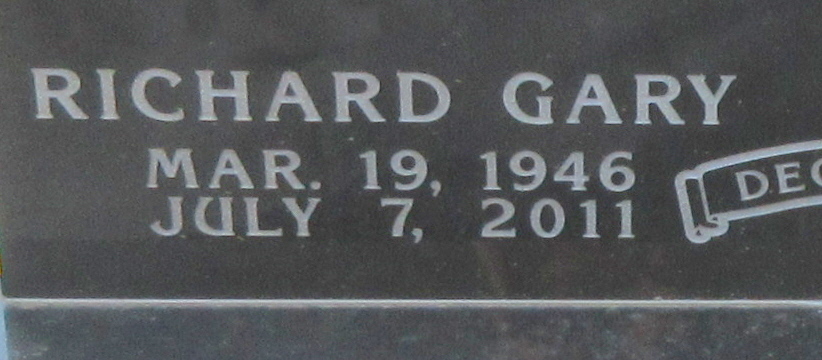 RICHARD GARY
MAR. 19, 1946
JULY 7, 2011